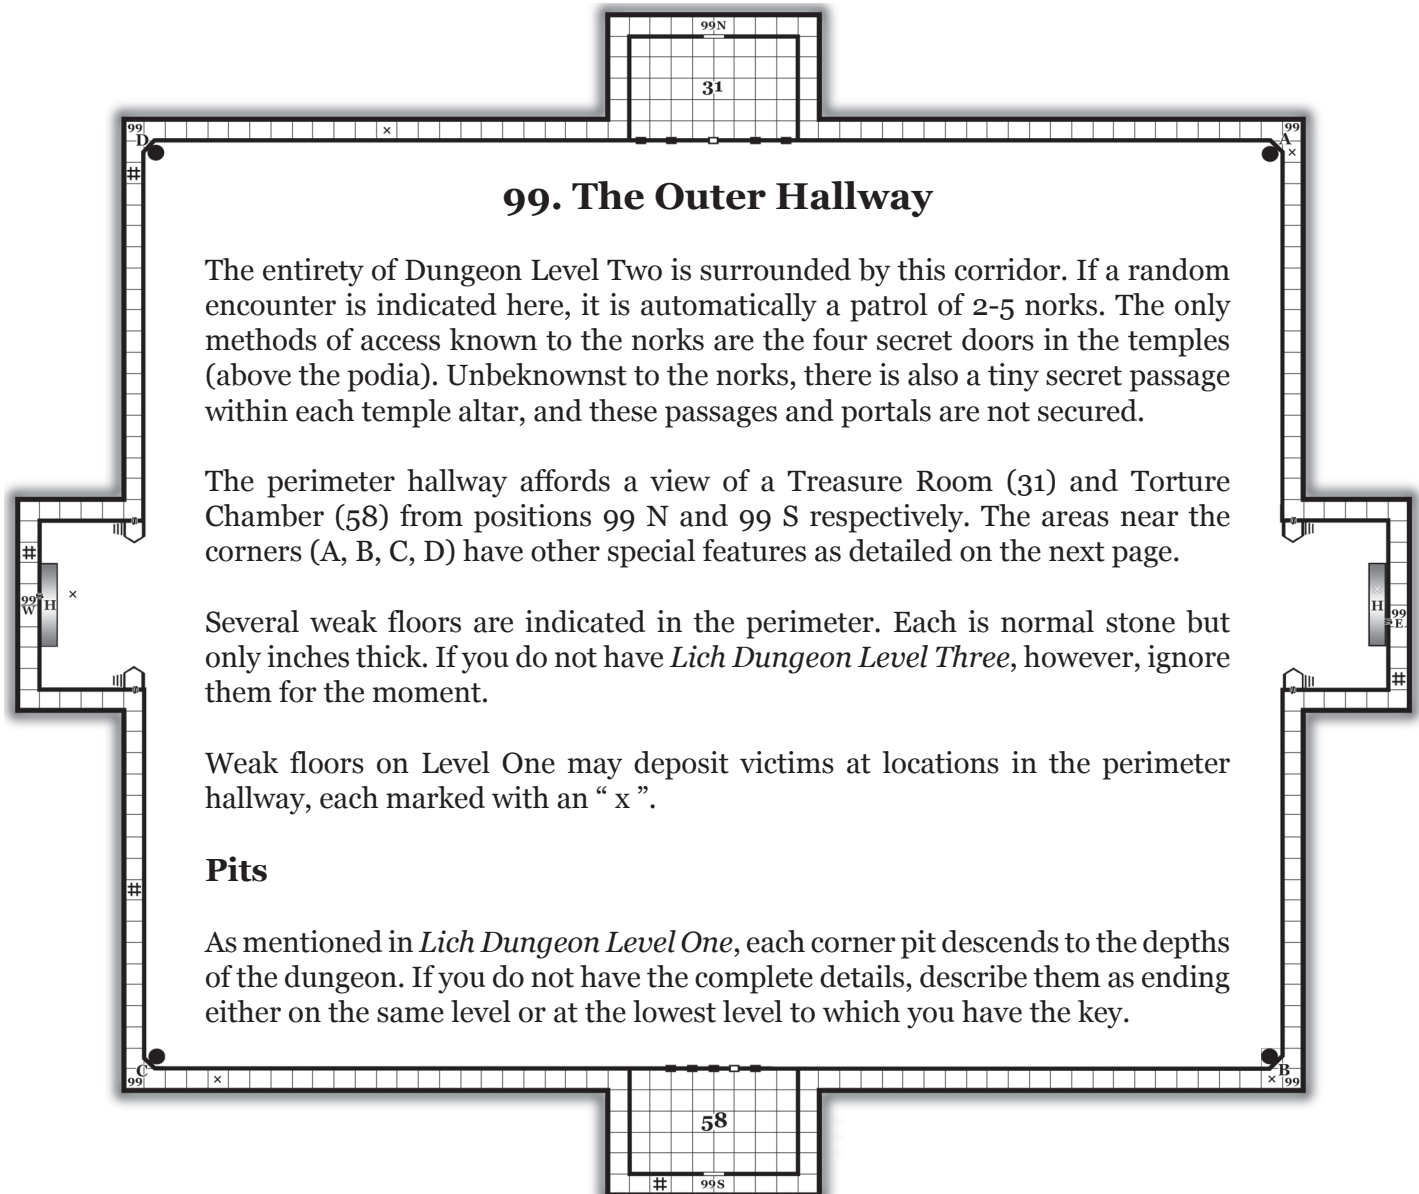 99N
31
99
D
×
99
A
×
#
99. The Outer Hallway
The entirety of Dungeon Level Two is surrounded by this corridor. If a random
encounter is indicated here, it is automatically a patrol of 2-5 norks. The only
methods of access known to the norks are the four secret doors in the temples
(above the podia). Unbeknownst to the norks, there is also a tiny secret passage
within each temple altar, and these passages and portals are not secured.
The perimeter hallway affords a view of a Treasure Room (31) and Torture
Chamber (58) from positions 99 N and 99 S respectively. The areas near the
corners (A, B, C, D) have other special features as detailed on the next page.
#
99
W
H
×
H
99
E
#
Several weak floors are indicated in the perimeter. Each is normal stone but
only inches thick. If you do not have Lich Dungeon Level Three, however, ignore
them for the moment.
Weak floors on Level One may deposit victims at locations in the perimeter
hallway, each marked with an “ x ”.
Pits
#
As mentioned in Lich Dungeon Level One, each corner pit descends to the depths
of the dungeon. If you do not have the complete details, describe them as ending
either on the same level or at the lowest level to which you have the key.
C
99
×
B
×
99
58
#
99S